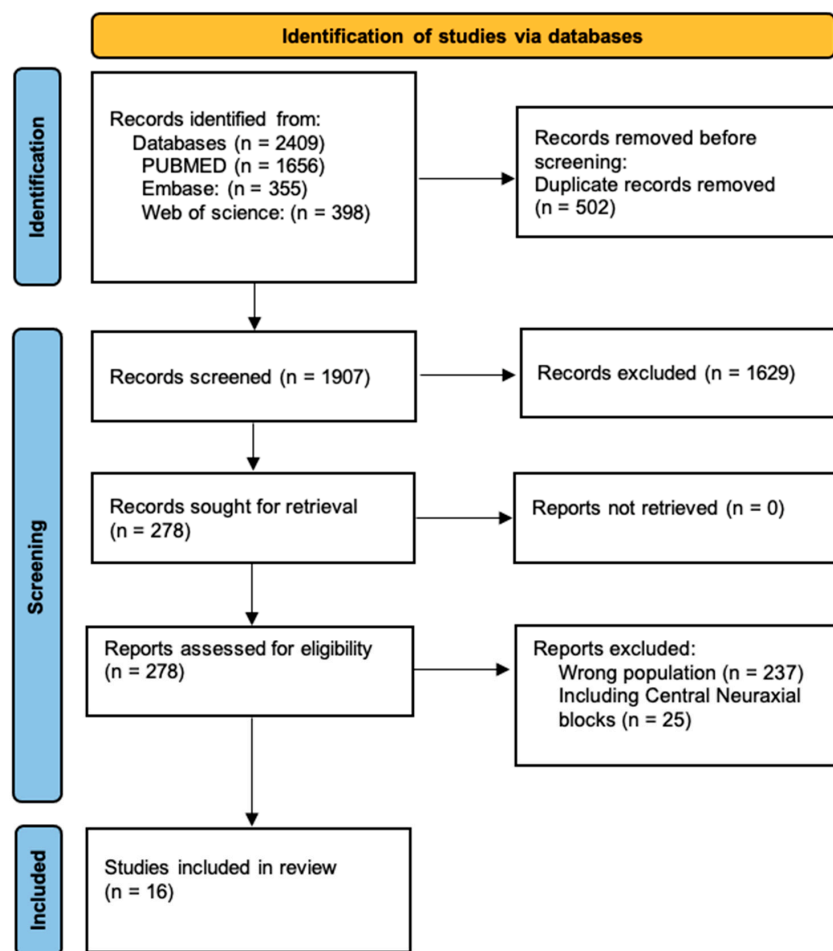 Identification of studies via databases
Identification
Records identified from:
Databases (n = 2409)
PUBMED (n = 1656)
Embase: (n = 355)
Web of science: (n = 398)
Records removed before
screening:
Duplicate records removed
(n = 502)
Screening
Records screened (n = 1907)
Records excluded (n = 1629)
Records sought for retrieval
(n = 278)
Reports not retrieved (n = 0)
Reports assessed for eligibility
(n = 278)
Reports excluded:
Wrong population (n = 237)
Including Central Neuraxial
blocks (n = 25)
Included
Studies included in review
(n = 16)